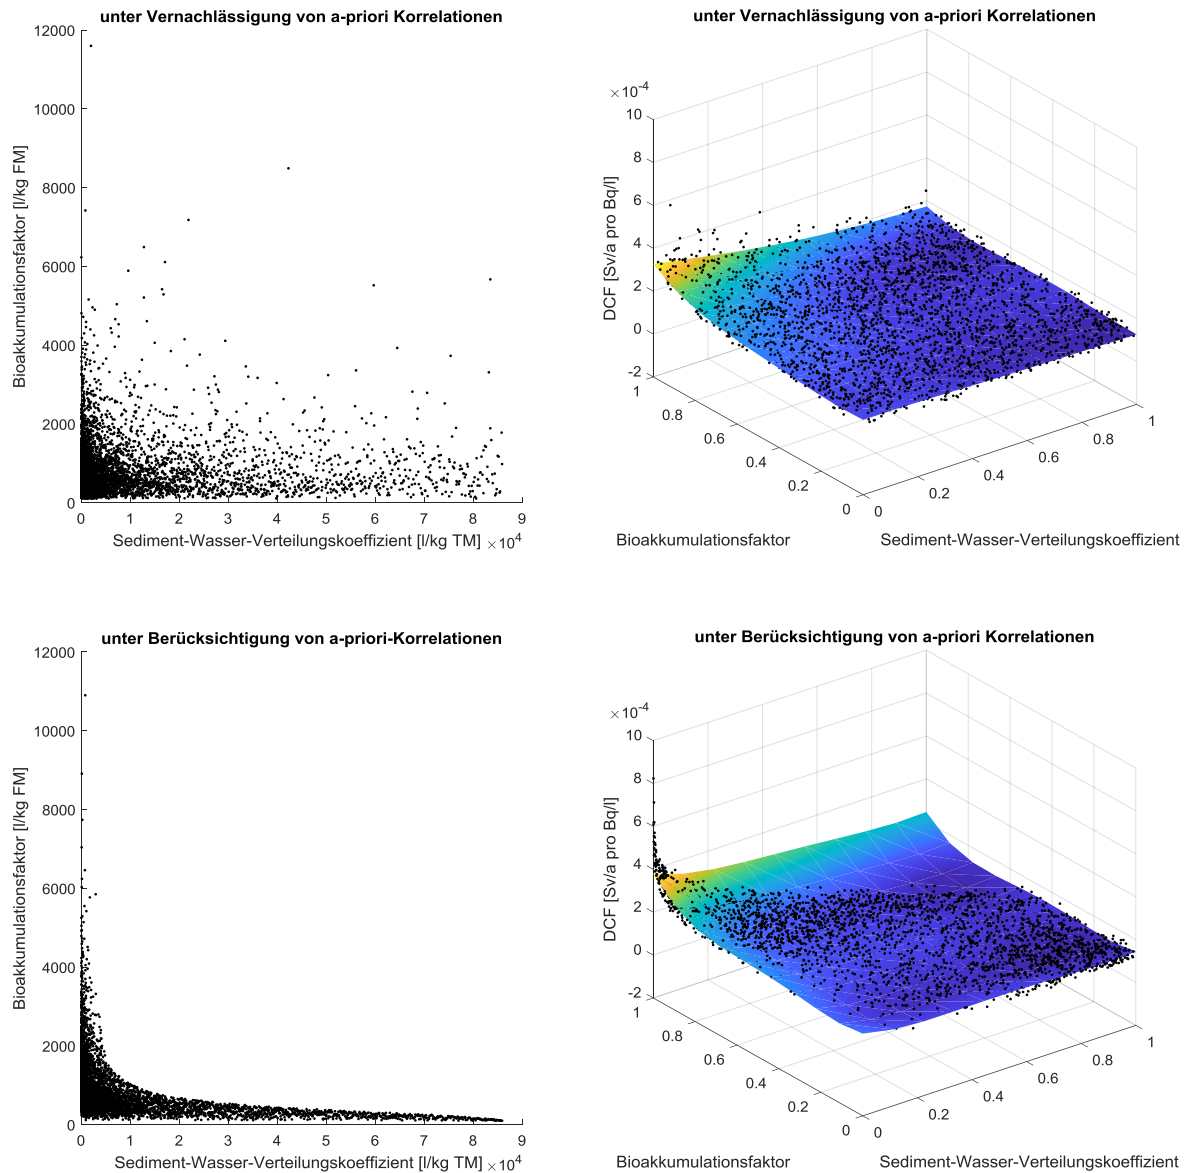 unter Vernachlässigung von a-priori Korrelationen
12000
10000
8000
6000
4000
2000
0
Bioakkumulationsfaktor [l/kg FM]
0 1 2 3 4 5 6 7 8 9
Sediment-Wasser-Verteilungskoeffizient [l/kg TM] ×10⁴
unter Vernachlässigung von a-priori Korrelationen
×10⁻⁴
10
8
6
4
2
0
-2
DCF [Sv/a pro Bq/l]
1 0.8 0.6 0.4 0.2 0
0 0.2 0.4 0.6 0.8 1
Bioakkumulationsfaktor
Sediment-Wasser-Verteilungskoeffizient
unter Berücksichtigung von a-priori-Korrelationen
12000
10000
8000
6000
4000
2000
0
Bioakkumulationsfaktor [l/kg FM]
0 1 2 3 4 5 6 7 8 9
Sediment-Wasser-Verteilungskoeffizient [l/kg TM] ×10⁴
unter Berücksichtigung von a-priori Korrelationen
×10⁻⁴
10
8
6
4
2
0
-2
DCF [Sv/a pro Bq/l]
1 0.8 0.6 0.4 0.2 0
0 0.2 0.4 0.6 0.8 1
Bioakkumulationsfaktor
Sediment-Wasser-Verteilungskoeffizient